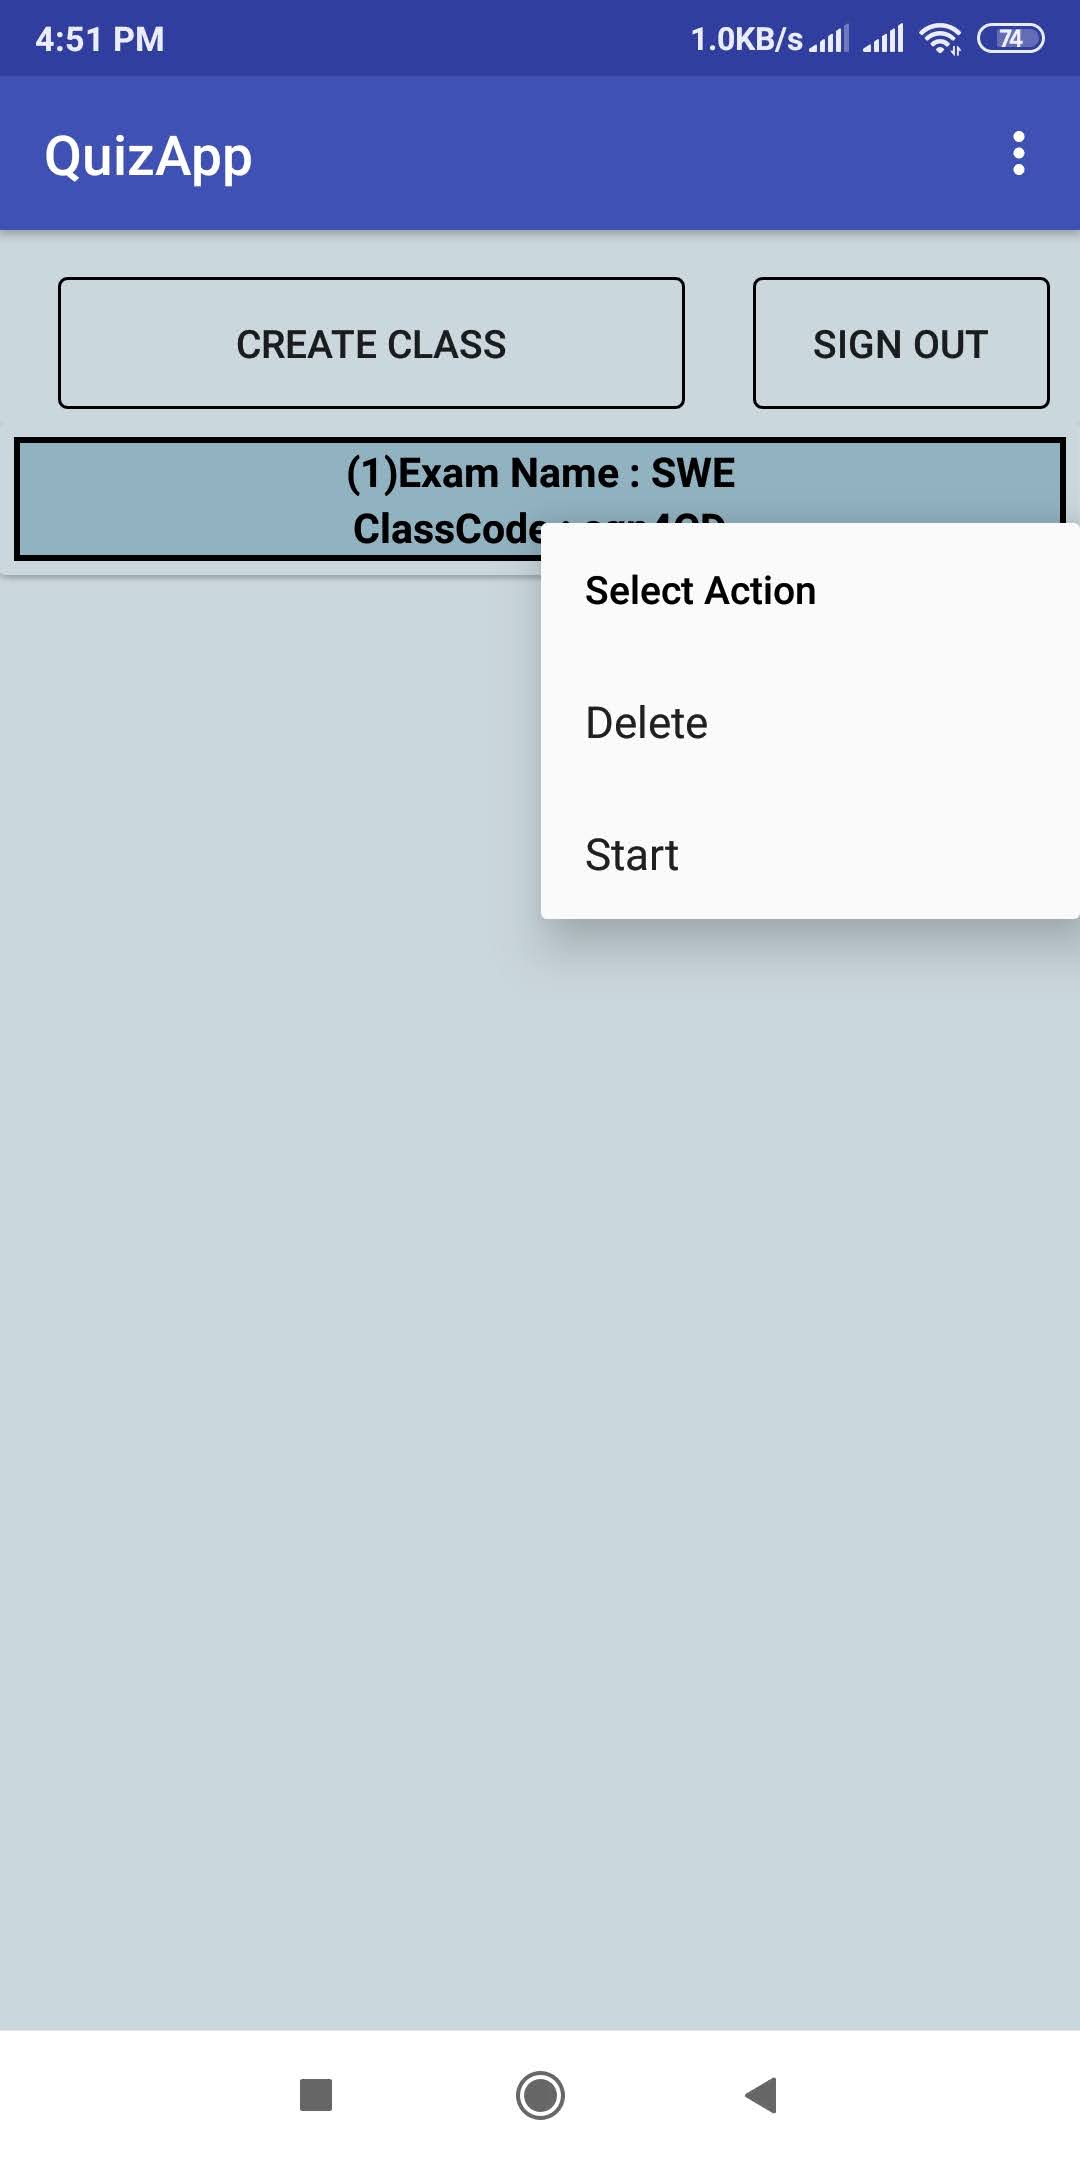 4:51 PM 1.0KB/s 74
QuizApp
CREATE CLASS SIGN OUT
(1)Exam Name : SWE
ClassCode :
Select Action
Delete
Start